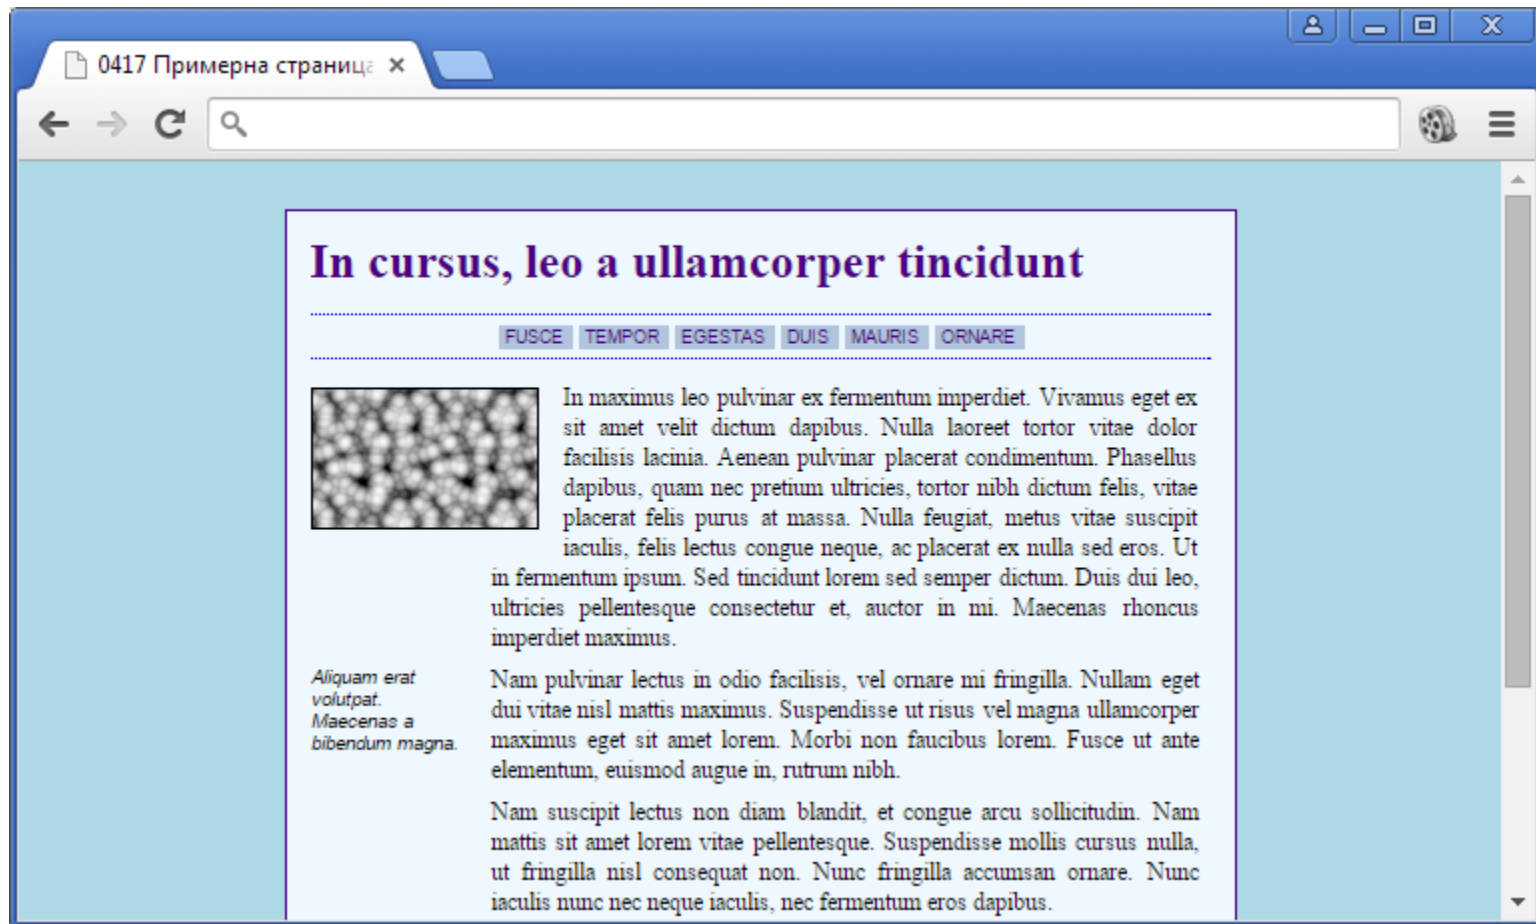 0417 Примерна страница
In cursus, leo a ullamcorper tincidunt
FUSCE TEMPOR EGESTAS DUIS MAURIS ORNARE
In maximus leo pulvinar ex fermentum imperdiet. Vivamus eget ex
sit amet velit dictum dapibus. Nulla laoreet tortor vitae dolor
facilisis lacinia. Aenean pulvinar placerat condimentum. Phasellus
dapibus, quam nec pretium ultricies, tortor nibh dictum felis, vitae
placerat felis purus at massa. Nulla feugiat, metus vitae suscipit
iaculis, felis lectus congue neque, ac placerat ex nulla sed eros. Ut
in fermentum ipsum. Sed tincidunt lorem sed semper dictum. Duis dui leo,
ultricies pellentesque consectetur et, auctor in mi. Maecenas rhoncus
imperdiet maximus.
Aliquam erat
volutpat.
Maecenas a
bibendum magna.
Nam pulvinar lectus in odio facilisis, vel ornare mi fringilla. Nullam eget
dui vitae nisl mattis maximus. Suspendisse ut risus vel magna ullamcorper
maximus eget sit amet lorem. Morbi non faucibus lorem. Fusce ut ante
elementum, euismod augue in, rutrum nibh.
Nam suscipit lectus non diam blandit, et congue arcu sollicitudin. Nam
mattis sit amet lorem vitae pellentesque. Suspendisse mollis cursus nulla,
ut fringilla nisl consequat non. Nunc fringilla accumsan ornare. Nunc
iaculis nunc nec neque iaculis, nec fermentum eros dapibus.